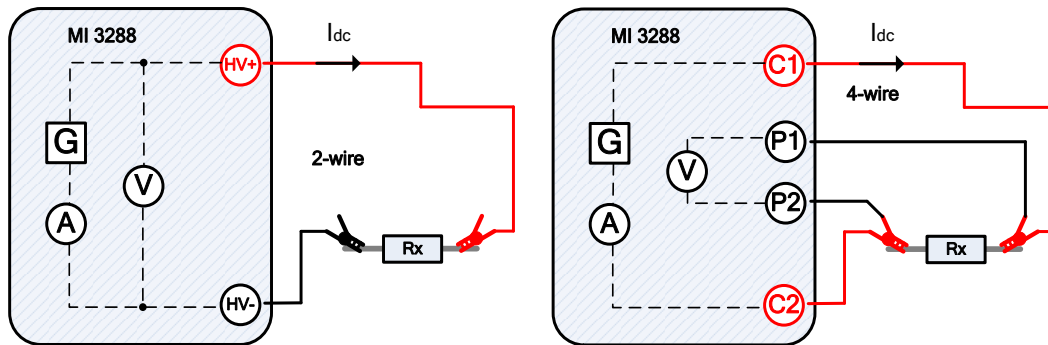 MI 3288
Idc
HV+
G
V
A
2-wire
Rx
HV-
MI 3288
Idc
C1
4-wire
G
V
P1
P2
A
Rx
C2